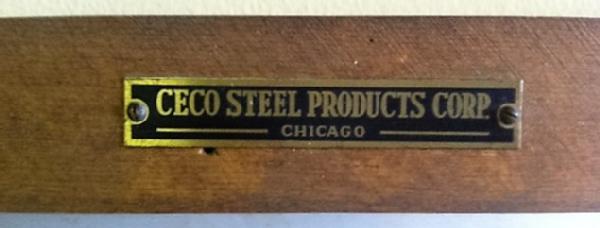 CECO STEEL PRODUCTS CORP.
CHICAGO